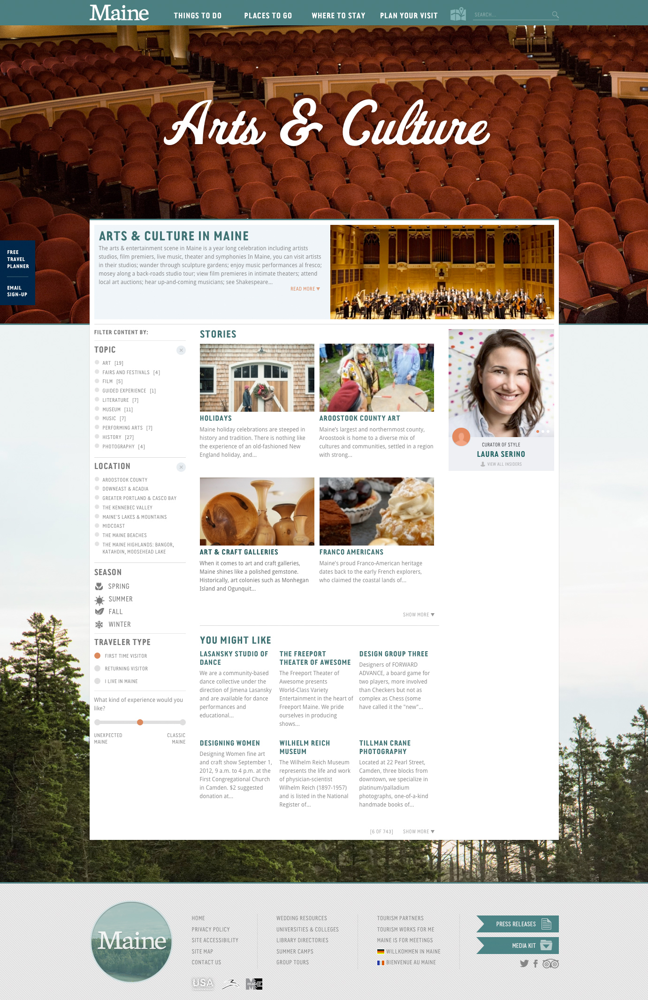 Maine
THINGS TO DO
PLACES TO GO
WHERE TO STAY
PLAN YOUR VISIT
SEARCH...
Arts & Culture
FREE
TRAVEL
PLANNER
EMAIL
SIGN-UP
ARTS & CULTURE IN MAINE
The arts & entertainment scene in Maine is a year long celebration including artists
studios, film premiers, live music, theater and symphonies In Maine, you can visit artists
in their studios; wander through sculpture gardens; enjoy music performances al fresco;
mosey along a back-roads studio tour; view film premieres in intimate theaters; attend
local art auctions; hear up-and-coming musicians; see Shakespeare...
READ MORE
FILTER CONTENT BY:
TOPIC
ART [19]
FAIRS AND FESTIVALS [4]
FILM [5]
GUIDED EXPERIENCE [1]
LITERATURE [7]
MUSEUM [11]
MUSIC [7]
PERFORMING ARTS [7]
HISTORY [27]
PHOTOGRAPHY [4]
LOCATION
AROOSTOOK COUNTY
DOWNEAST & ACADIA
GREATER PORTLAND & CASCO BAY
THE KENNEBEC VALLEY
MAINE'S LAKES & MOUNTAINS
MIDCOAST
THE MAINE BEACHES
THE MAINE HIGHLANDS: BANGOR,
KATAHDIN, MOOSEHEAD LAKE
SEASON
SPRING
SUMMER
FALL
WINTER
TRAVELER TYPE
FIRST TIME VISITOR
RETURNING VISITOR
I LIVE IN MAINE
What kind of experience would you
like?
UNEXPECTED
MAINE
CLASSIC
MAINE
STORIES
HOLIDAYS
Maine holiday celebrations are steeped in
history and tradition. There is nothing like
the experience of an old-fashioned New
England holiday, and...
AROOSTOOK COUNTY ART
Maine's largest and northernmost county,
Aroostook is home to a diverse mix of
cultures and communities, settled in a region
with strong...
ART & CRAFT GALLERIES
When it comes to art and craft galleries,
Maine shines like a polished gemstone.
Historically, art colonies such as Monhegan
Island and Ogunquit...
FRANCO AMERICANS
Maine's proud Franco-American heritage
dates back to the early French explorers,
who claimed the coastal lands of...
SHOW MORE
CURATOR OF STYLE
LAURA SERINO
VIEW ALL INSIDERS
YOU MIGHT LIKE
LASANSKY STUDIO OF
DANCE
We are a community-based
dance collective under the
direction of Jimena Lasansky
and are available for dance
performances and
educational...
THE FREEPORT
THEATER OF AWESOME
The Freeport Theater of
Awesome presents
World-Class Variety
Entertainment in the heart of
Freeport Maine. We pride
ourselves in producing
shows...
DESIGN GROUP THREE
Designers of FORWARD
ADVANCE, a board game for
two players, more involved
than Checkers but not as
complex as Chess (some
have called it the "new"...
DESIGNING WOMEN
Designing Women fine art
and craft show September 1,
2012, 9 a.m. to 4 p.m. at the
First Congregational Church
in Camden. $2 suggested
donation at...
WILHELM REICH
MUSEUM
The Wilhelm Reich Museum
represents the life and work
of physician-scientist
Wilhelm Reich (1897-1957)
and is listed in the National
Register of...
TILLMAN CRANE
PHOTOGRAPHY
Located at 22 Pearl Street,
Camden, three blocks from
downtown, we specialize in
platinum/palladium
photographs, one-of-a-kind
handmade books of...
[6 OF 743]
SHOW MORE
Maine
HOME
PRIVACY POLICY
SITE ACCESSIBILITY
SITE MAP
CONTACT US
WEDDING RESOURCES
UNIVERSITIES & COLLEGES
LIBRARY DIRECTORIES
SUMMER CAMPS
GROUP TOURS
TOURISM PARTNERS
TOURISM WORKS FOR ME
MAINE IS FOR MEETINGS
WILLKOMMEN IN MAINE
BIENVENUE AU MAINE
PRESS RELEASES
MEDIA KIT
USA
maine